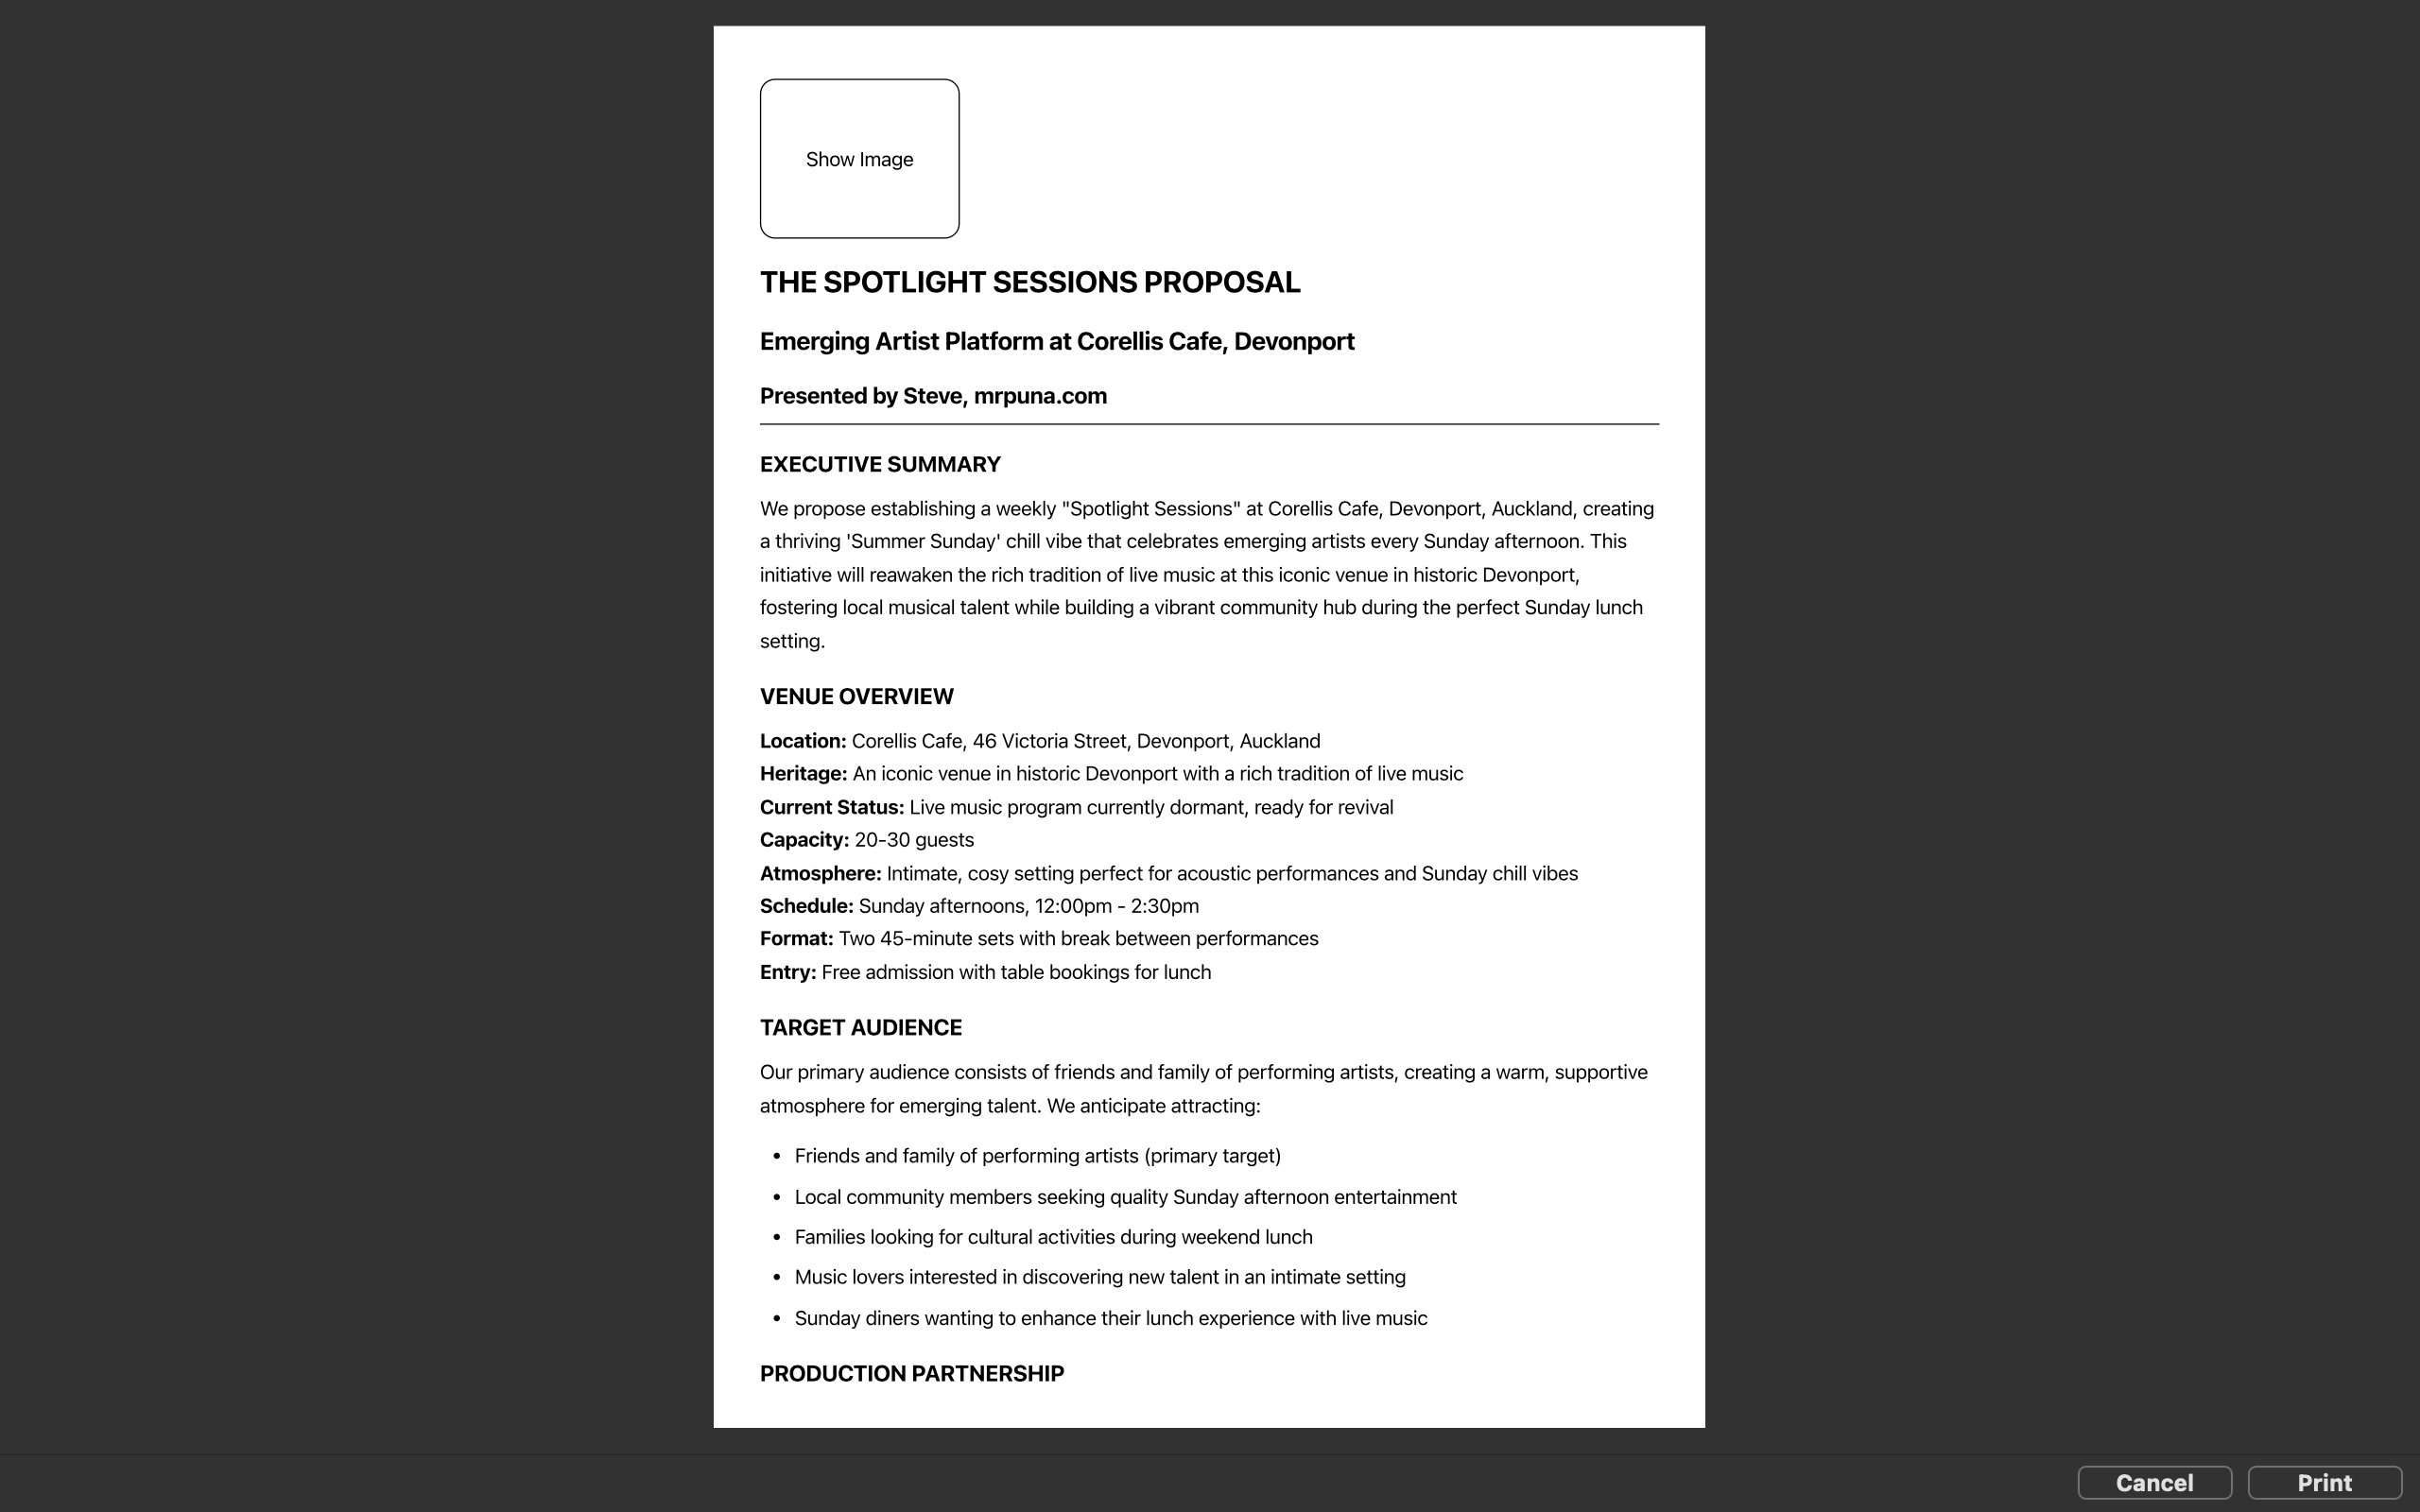 Show Image
THE SPOTLIGHT SESSIONS PROPOSAL
Emerging Artist Platform at Corellis Cafe, Devonport
Presented by Steve, mrpuna.com
EXECUTIVE SUMMARY
We propose establishing a weekly "Spotlight Sessions" at Corellis Cafe, Devonport, Auckland, creating
a thriving 'Summer Sunday' chill vibe that celebrates emerging artists every Sunday afternoon. This
initiative will reawaken the rich tradition of live music at this iconic venue in historic Devonport,
fostering local musical talent while building a vibrant community hub during the perfect Sunday lunch
setting.
VENUE OVERVIEW
Location: Corellis Cafe, 46 Victoria Street, Devonport, Auckland
Heritage: An iconic venue in historic Devonport with a rich tradition of live music
Current Status: Live music program currently dormant, ready for revival
Capacity: 20-30 guests
Atmosphere: Intimate, cosy setting perfect for acoustic performances and Sunday chill vibes
Schedule: Sunday afternoons, 12:00pm - 2:30pm
Format: Two 45-minute sets with break between performances
Entry: Free admission with table bookings for lunch
TARGET AUDIENCE
Our primary audience consists of friends and family of performing artists, creating a warm, supportive
atmosphere for emerging talent. We anticipate attracting:
• Friends and family of performing artists (primary target)
• Local community members seeking quality Sunday afternoon entertainment
• Families looking for cultural activities during weekend lunch
• Music lovers interested in discovering new talent in an intimate setting
• Sunday diners wanting to enhance their lunch experience with live music
PRODUCTION PARTNERSHIP
Cancel
Print